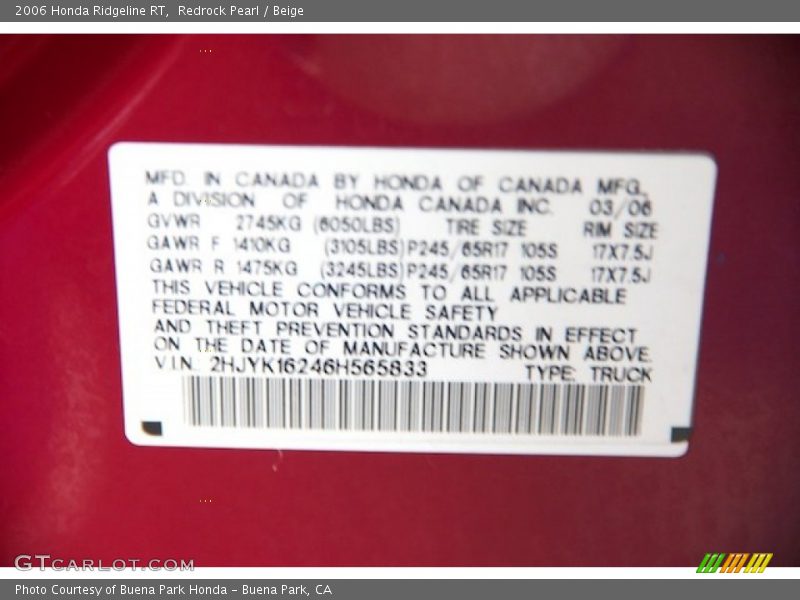 2006 Honda Ridgeline RT,  Redrock Pearl / Beige
MFD. IN CANADA BY HONDA OF CANADA MFG.,
A DIVISION OF HONDA CANADA INC. 03/06
GVWR 2745KG (6050LBS) TIRE SIZE RIM SIZE
GAWR F 1410KG (3105LBS) P245/65R17 105S 17X7.5J
GAWR R 1475KG (3245LBS) P245/65R17 105S 17X7.5J
THIS VEHICLE CONFORMS TO ALL APPLICABLE
FEDERAL MOTOR VEHICLE SAFETY
AND THEFT PREVENTION STANDARDS IN EFFECT
ON THE DATE OF MANUFACTURE SHOWN ABOVE.
V.I.N. 2HJYK16246H565833
TYPE: TRUCK
GTCARLOT.COM
Photo Courtesy of Buena Park Honda - Buena Park, CA